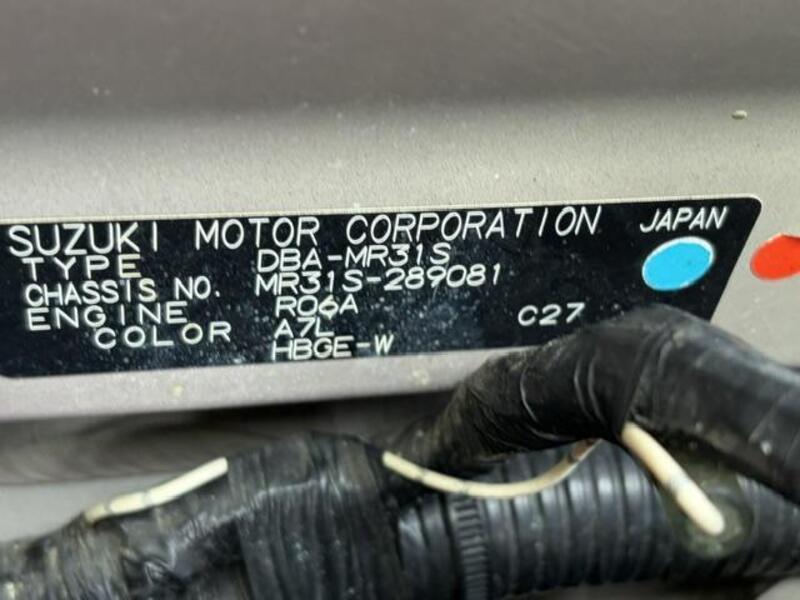 SUZUKI MOTOR CORPORATION JAPAN
TYPE DBA-MR31S
CHASSIS NO. MR31S-289081
ENGINE R06A
COLOR A7L C27
HBGE-W